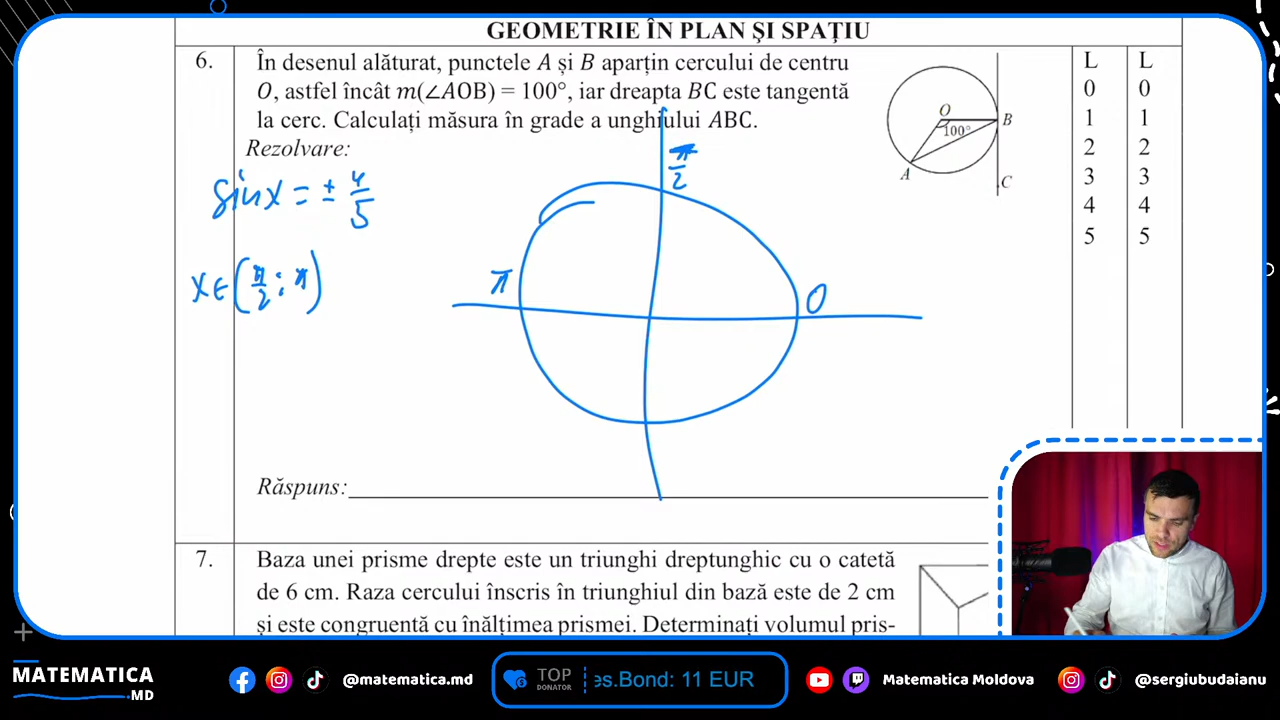 GEOMETRIE ÎN PLAN ŞI SPAŢIU
6.
În desenul alăturat, punctele A și B aparțin cercului de centru
O, astfel încât m(∠AOB) = 100°, iar dreapta BC este tangentă
la cerc. Calculați măsura în grade a unghiului ABC.
Rezolvare:
O
100°
B
A
C
L L
0 0
1 1
2 2
3 3
4 4
5 5
sin x = ± 4/5
x ∈ (π/2 ; π)
π/2
π
0
Răspuns:
7.
Baza unei prisme drepte este un triunghi dreptunghic cu o catetă
de 6 cm. Raza cercului înscris în triunghiul din bază este de 2 cm
și este congruentă cu înălțimea prismei. Determinați volumul pris-
MATEMATICA
.MD
@matematica.md
TOP
DONATOR
es.Bond: 11 EUR
Matematica Moldova
@sergiubudaianu